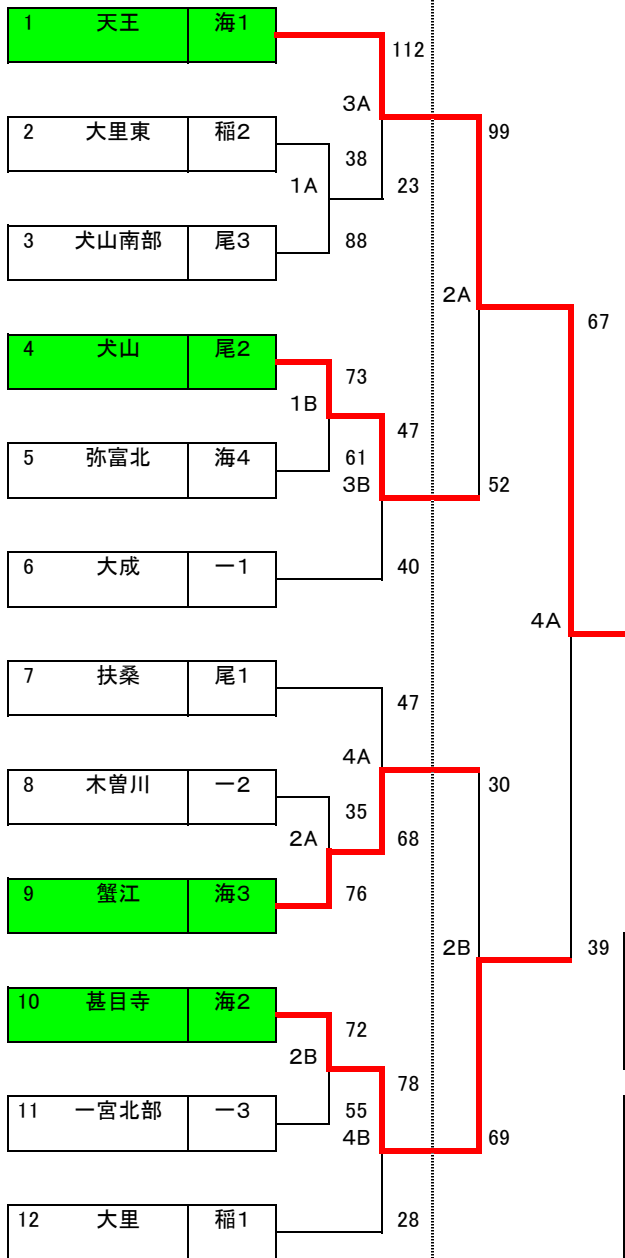 1 天王 海1
112
3A
99
2 大里東 稲2
38
1A
23
3 犬山南部 尾3
88
2A
67
4 犬山 尾2
73
1B
47
5 弥富北 海4
61
3B
52
6 大成 一1
40
4A
7 扶桑 尾1
47
4A
8 木曽川 一2
30
35
2A
68
9 蟹江 海3
76
2B
39
10 甚目寺 海2
72
2B
78
11 一宮北部 一3
55
4B
69
12 大里 稲1
28